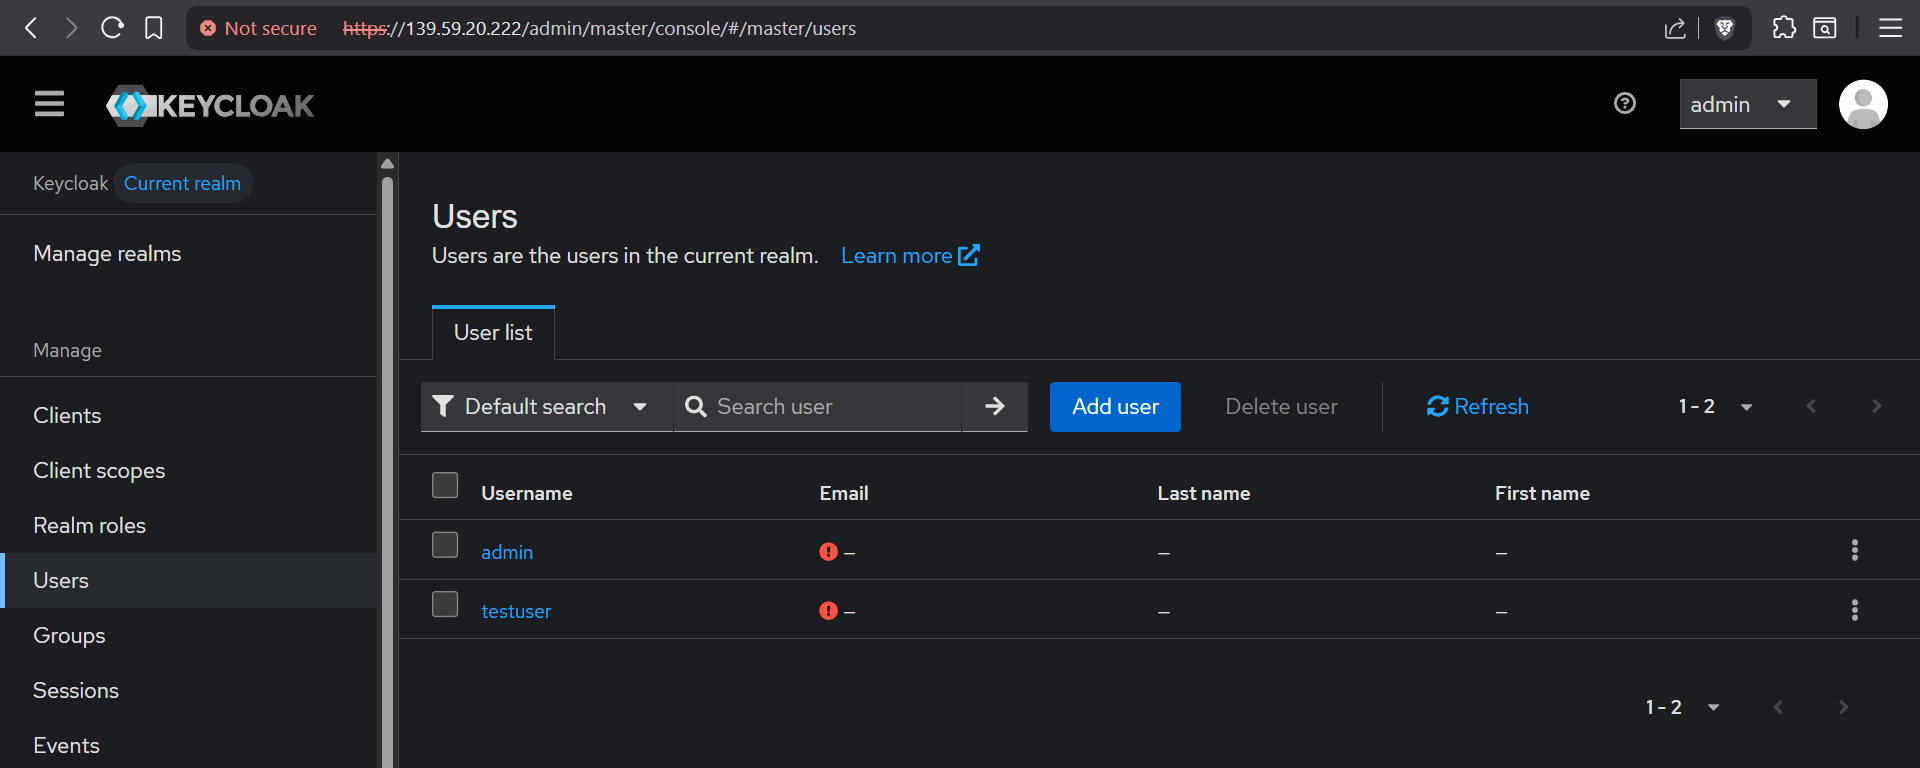 Not secure https://139.59.20.222/admin/master/console/#/master/users
KEYCLOAK
admin
Keycloak Current realm
Manage realms
Manage
Clients
Client scopes
Realm roles
Users
Groups
Sessions
Events
Users
Users are the users in the current realm. Learn more
User list
Default search Search user Add user Delete user Refresh 1 - 2
Username Email Last name First name
admin – – –
testuser – – –
1 - 2